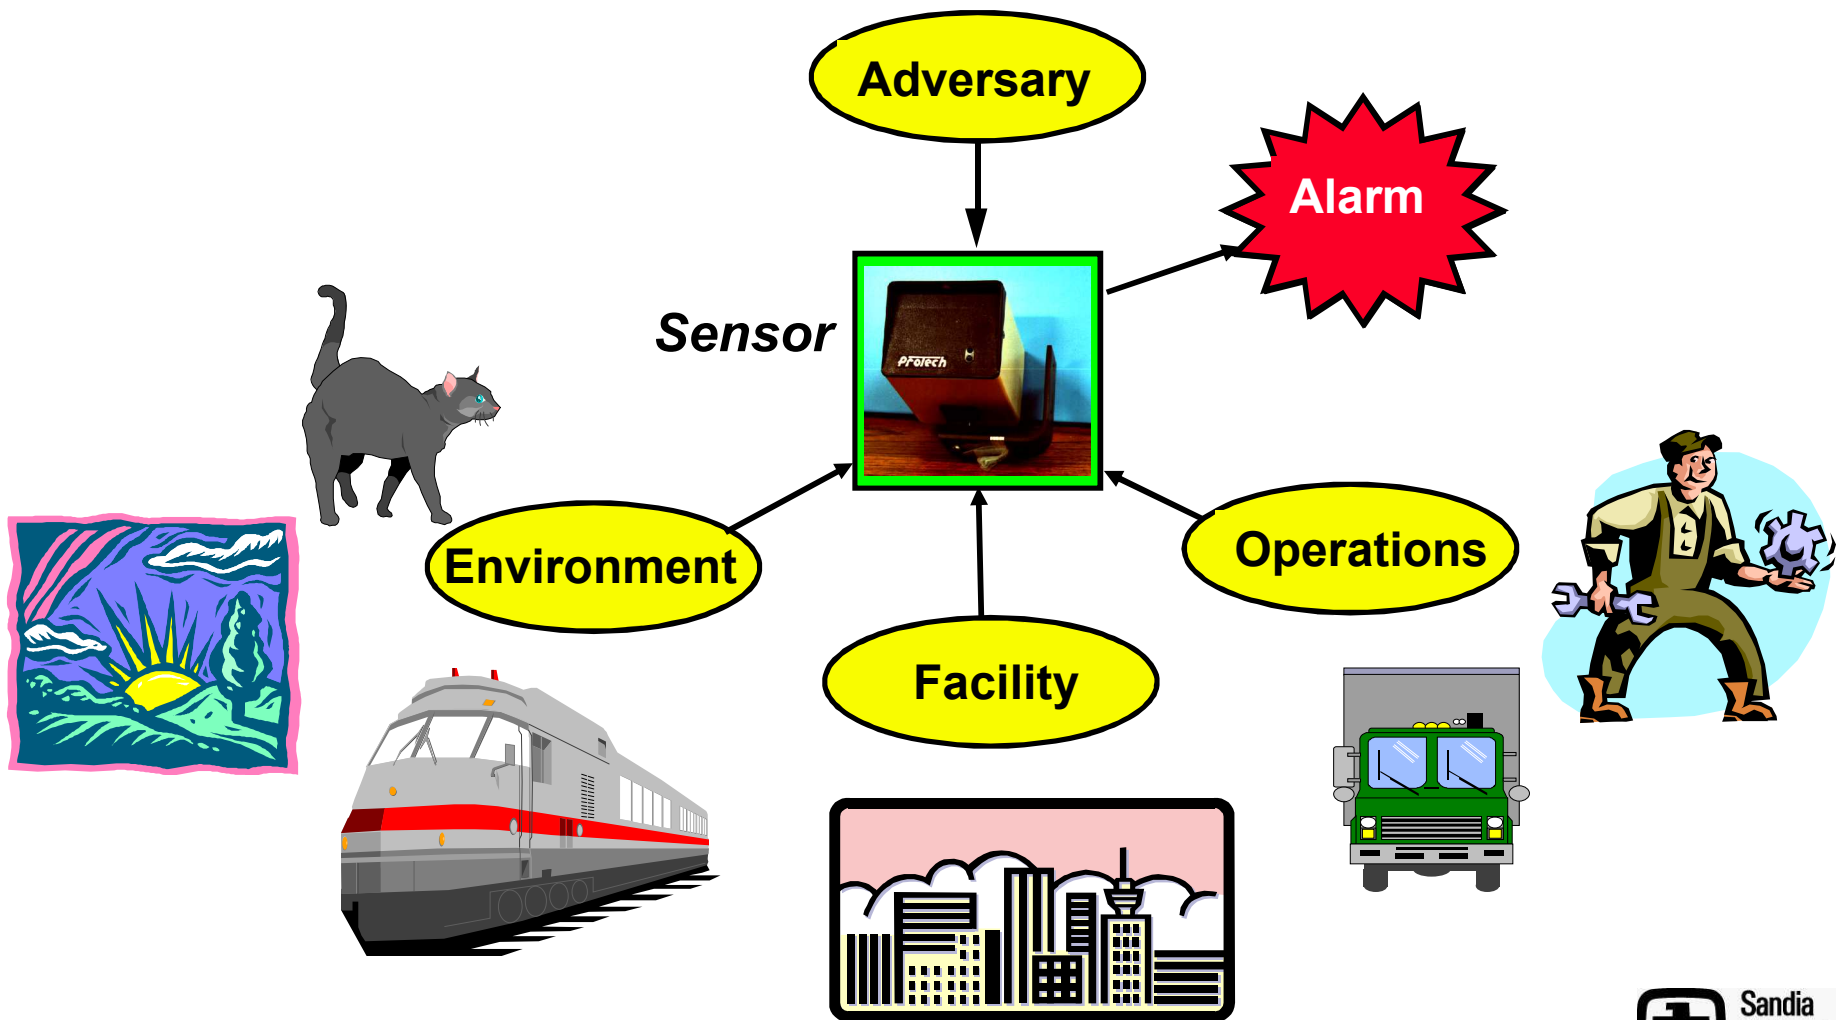 Adversary
Alarm
Sensor
PROTech
Environment
Operations
Facility
Sandia